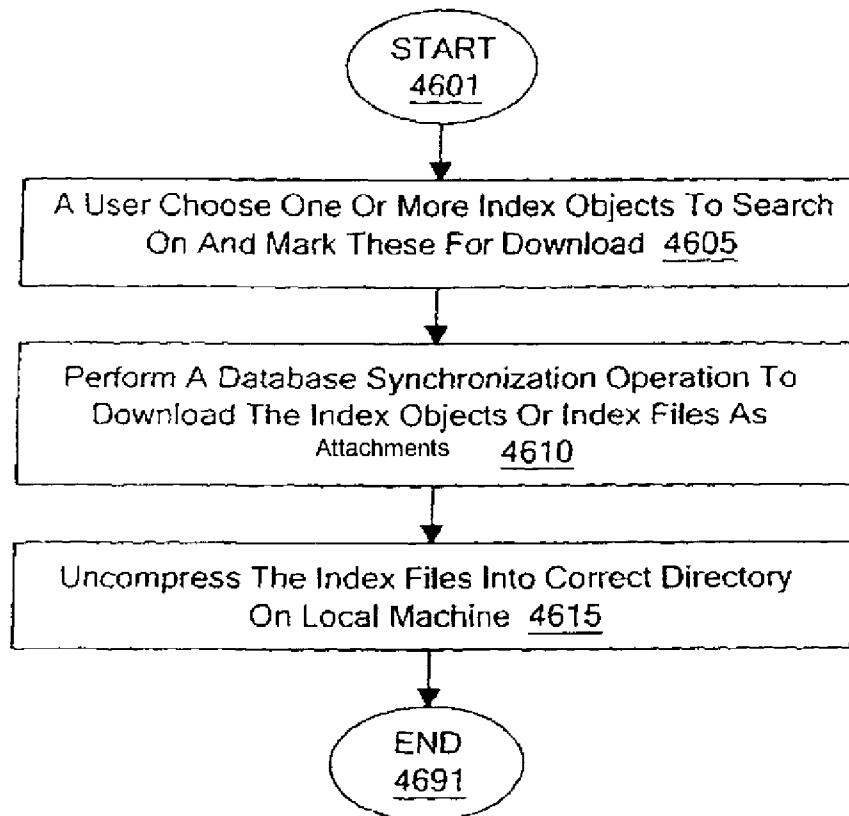 START
4601
A User Choose One Or More Index Objects To Search
On And Mark These For Download 4605
Perform A Database Synchronization Operation To
Download The Index Objects Or Index Files As
Attachments 4610
Uncompress The Index Files Into Correct Directory
On Local Machine 4615
END
4691